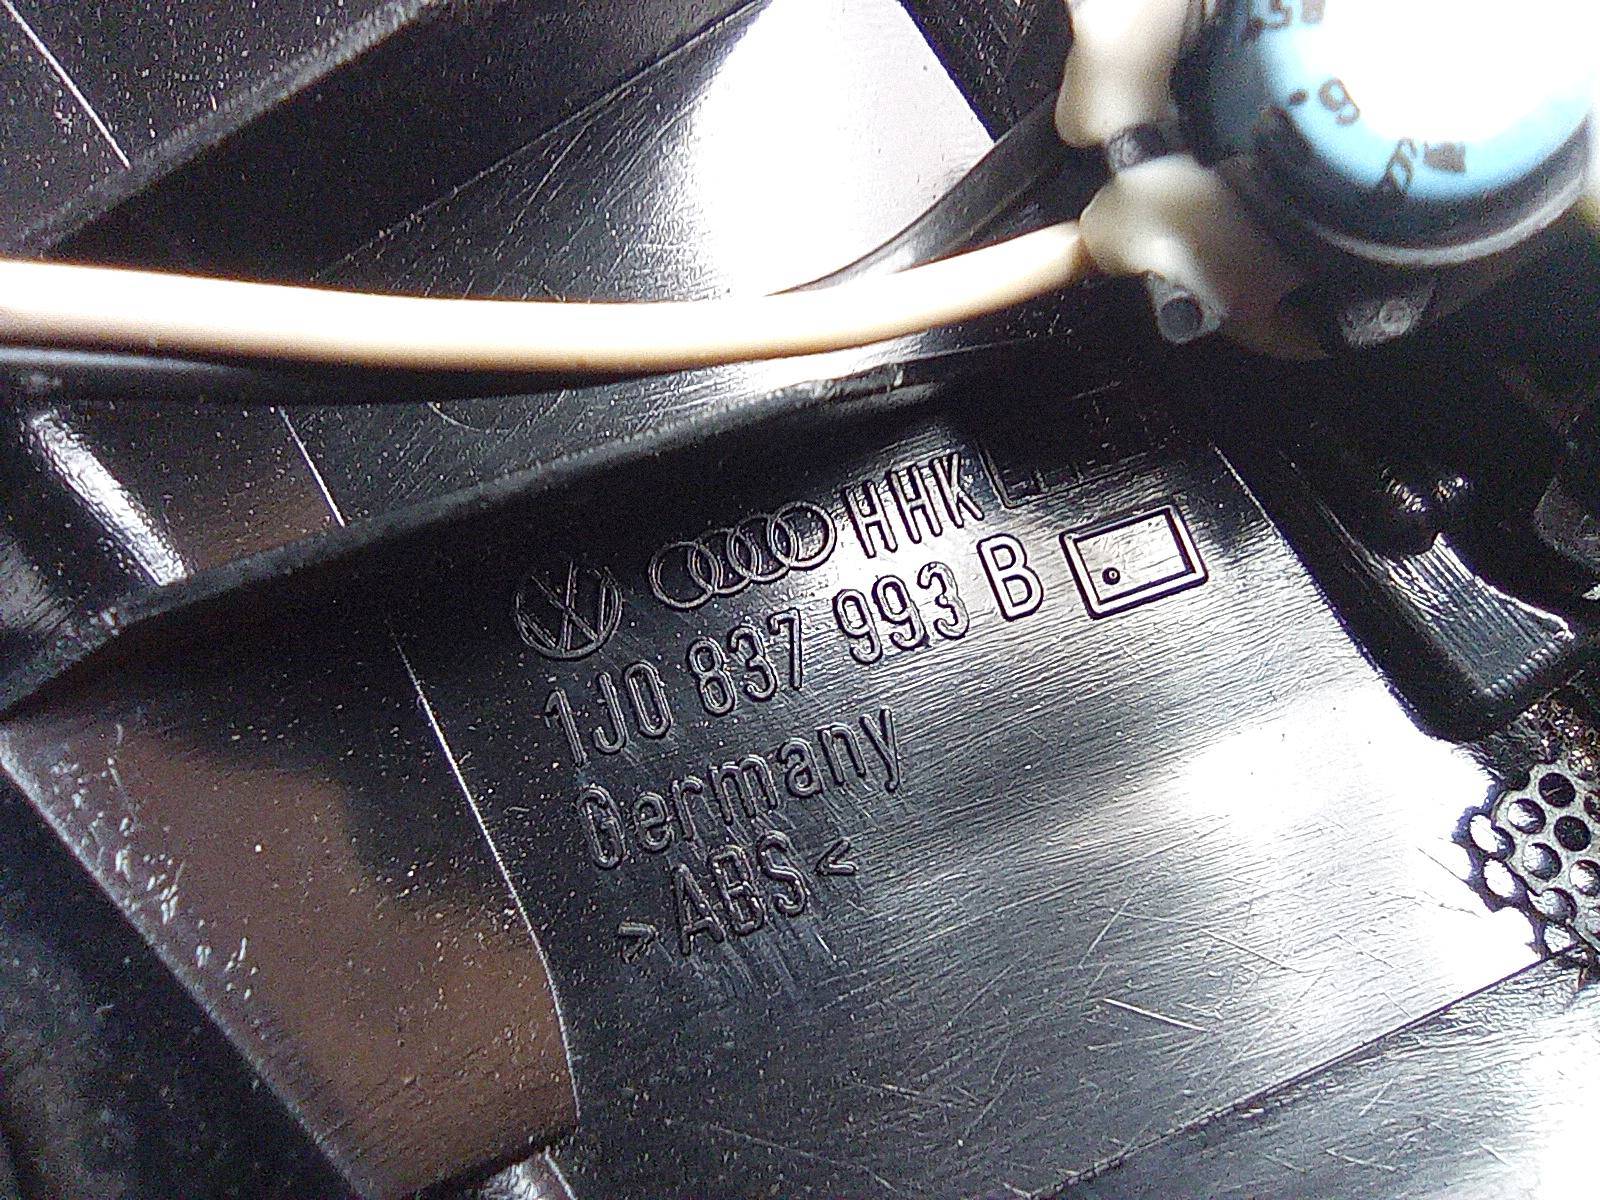 HHK
1J0 837 993 B
Germany
>ABS<